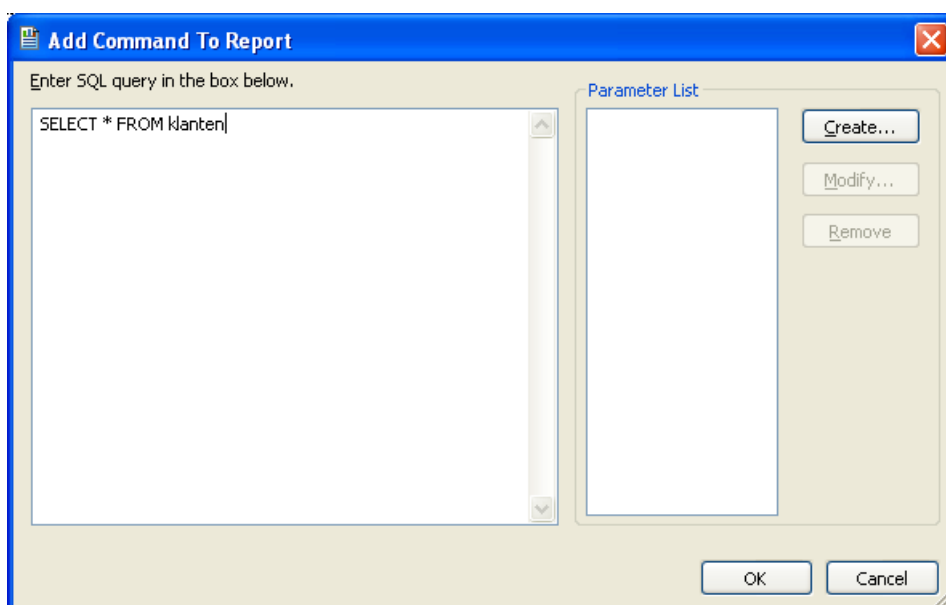 Add Command To Report
Enter SQL query in the box below.
SELECT * FROM klanten
Parameter List
Create...
Modify...
Remove
OK
Cancel